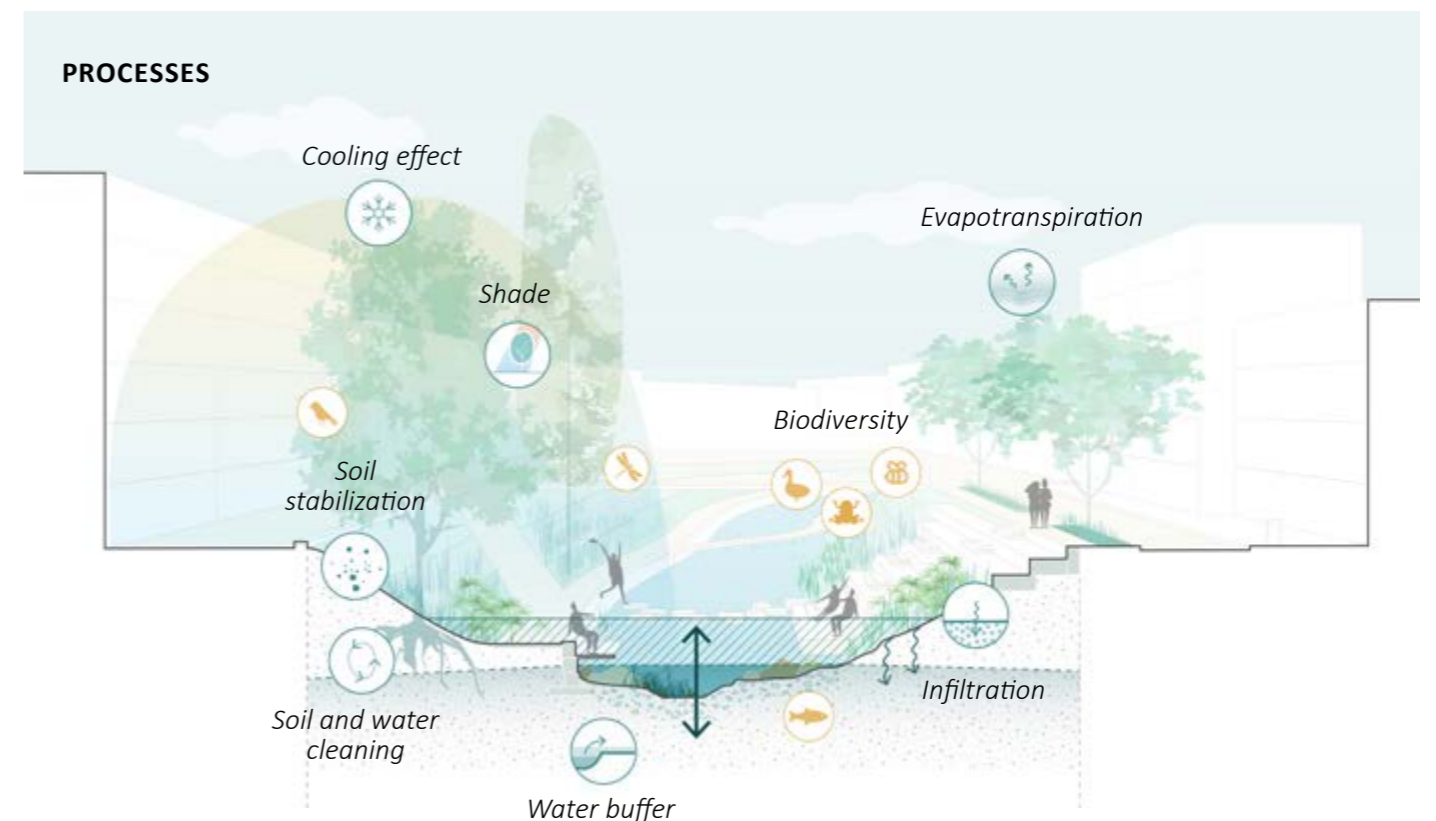 PROCESSES
Cooling effect
Evapotranspiration
Shade
Biodiversity
Soil
stabilization
Infiltration
Soil and water
cleaning
Water buffer